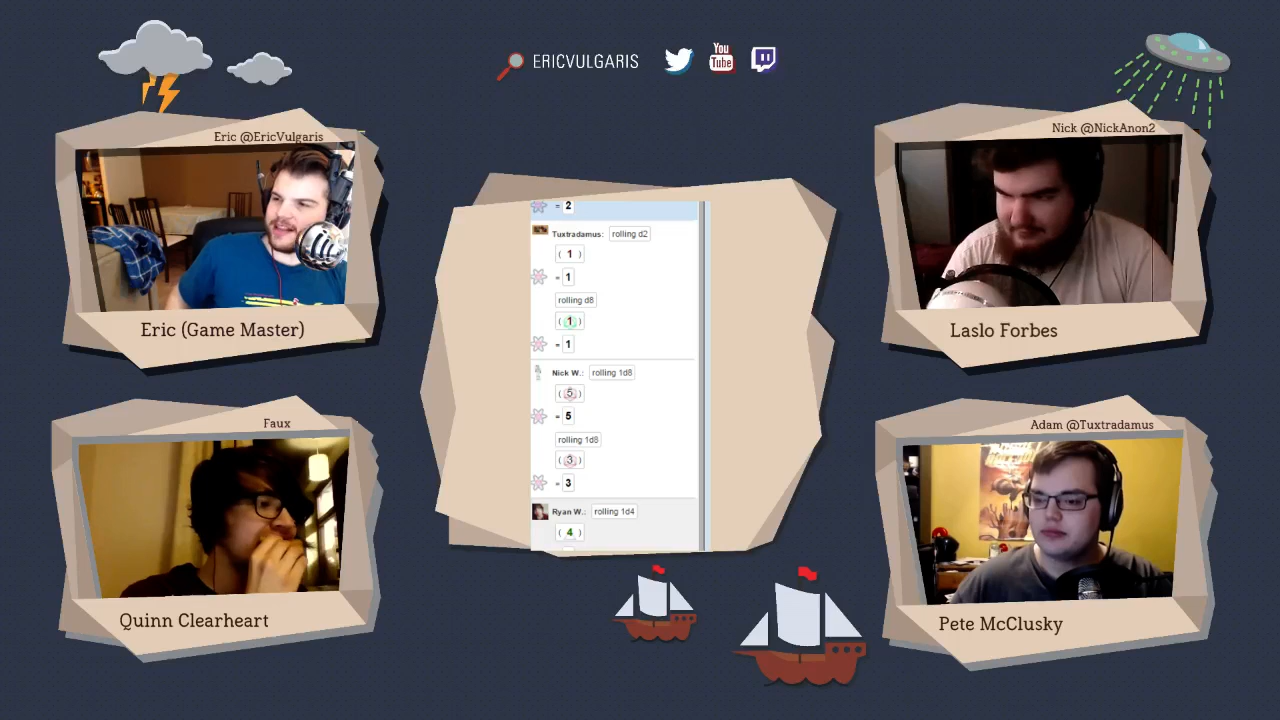 ERICVULGARIS
You
Tube
Eric @EricVulgaris
Eric (Game Master)
Nick @NickAnon2
Laslo Forbes
= 2
Tuxtradamus: rolling d2
( 1 )
= 1
rolling d8
( 1 )
= 1
Nick W.: rolling 1d8
( 5 )
= 5
rolling 1d8
( 3 )
= 3
Ryan W.: rolling 1d4
( 4 )
Faux
Quinn Clearheart
Adam @Tuxtradamus
Pete McClusky